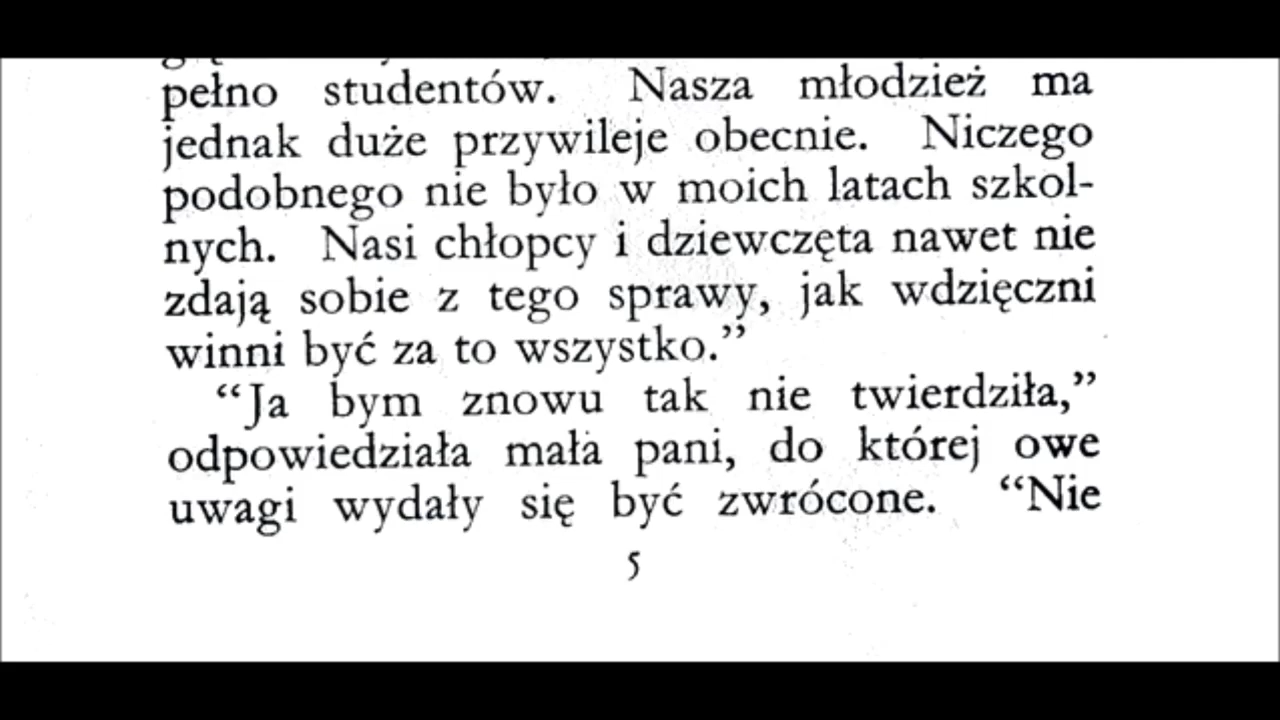 pełno studentów. Nasza młodzież ma
jednak duże przywileje obecnie. Niczego
podobnego nie było w moich latach szkol-
nych. Nasi chłopcy i dziewczęta nawet nie
zdają sobie z tego sprawy, jak wdzięczni
winni być za to wszystko.”
“Ja bym znowu tak nie twierdziła,”
odpowiedziała mała pani, do której owe
uwagi wydały się być zwrócone. “Nie
5